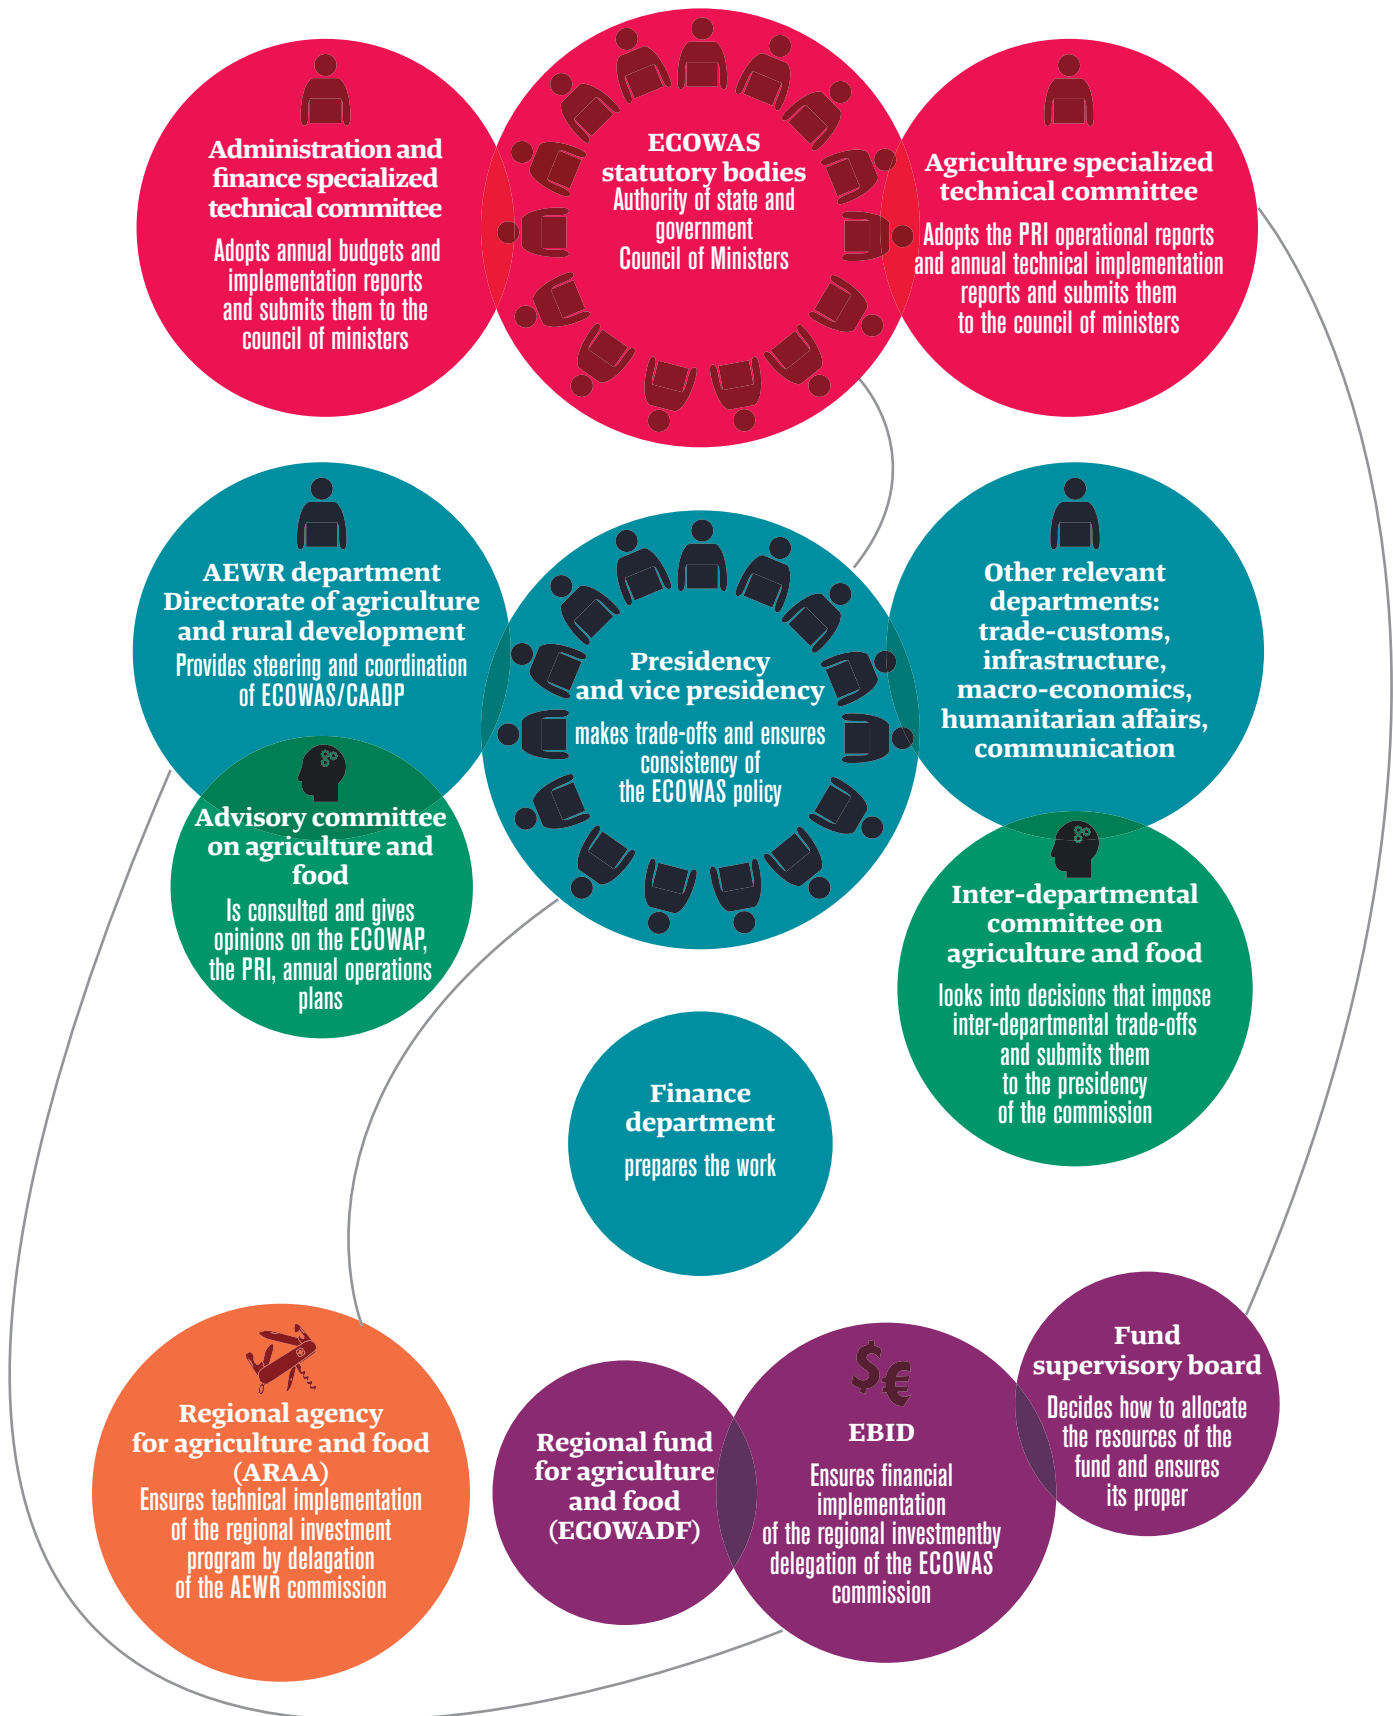 Administration and
finance specialized
technical committee
Adopts annual budgets and
implementation reports
and submits them to the
council of ministers
ECOWAS
statutory bodies
Authority of state and
government
Council of Ministers
Agriculture specialized
technical committee
Adopts the PRI operational reports
and annual technical implementation
reports and submits them
to the council of ministers
AEWR department
Directorate of agriculture
and rural development
Provides steering and coordination
of ECOWAS/CAADP
Presidency
and vice presidency
makes trade-offs and ensures
consistency of
the ECOWAS policy
Other relevant
departments:
trade-customs,
infrastructure,
macro-economics,
humanitarian affairs,
communication
Advisory committee
on agriculture and
food
Is consulted and gives
opinions on the ECOWAP,
the PRI, annual operations
plans
Inter-departmental
committee on
agriculture and food
looks into decisions that impose
inter-departmental trade-offs
and submits them
to the presidency
of the commission
Finance
department
prepares the work
Regional agency
for agriculture and food
(ARAA)
Ensures technical implementation
of the regional investment
program by delagation
of the AEWR commission
Regional fund
for agriculture
and food
(ECOWADF)
$€
EBID
Ensures financial
implementation
of the regional investmentby
delegation of the ECOWAS
commission
Fund
supervisory board
Decides how to allocate
the resources of the
fund and ensures
its proper